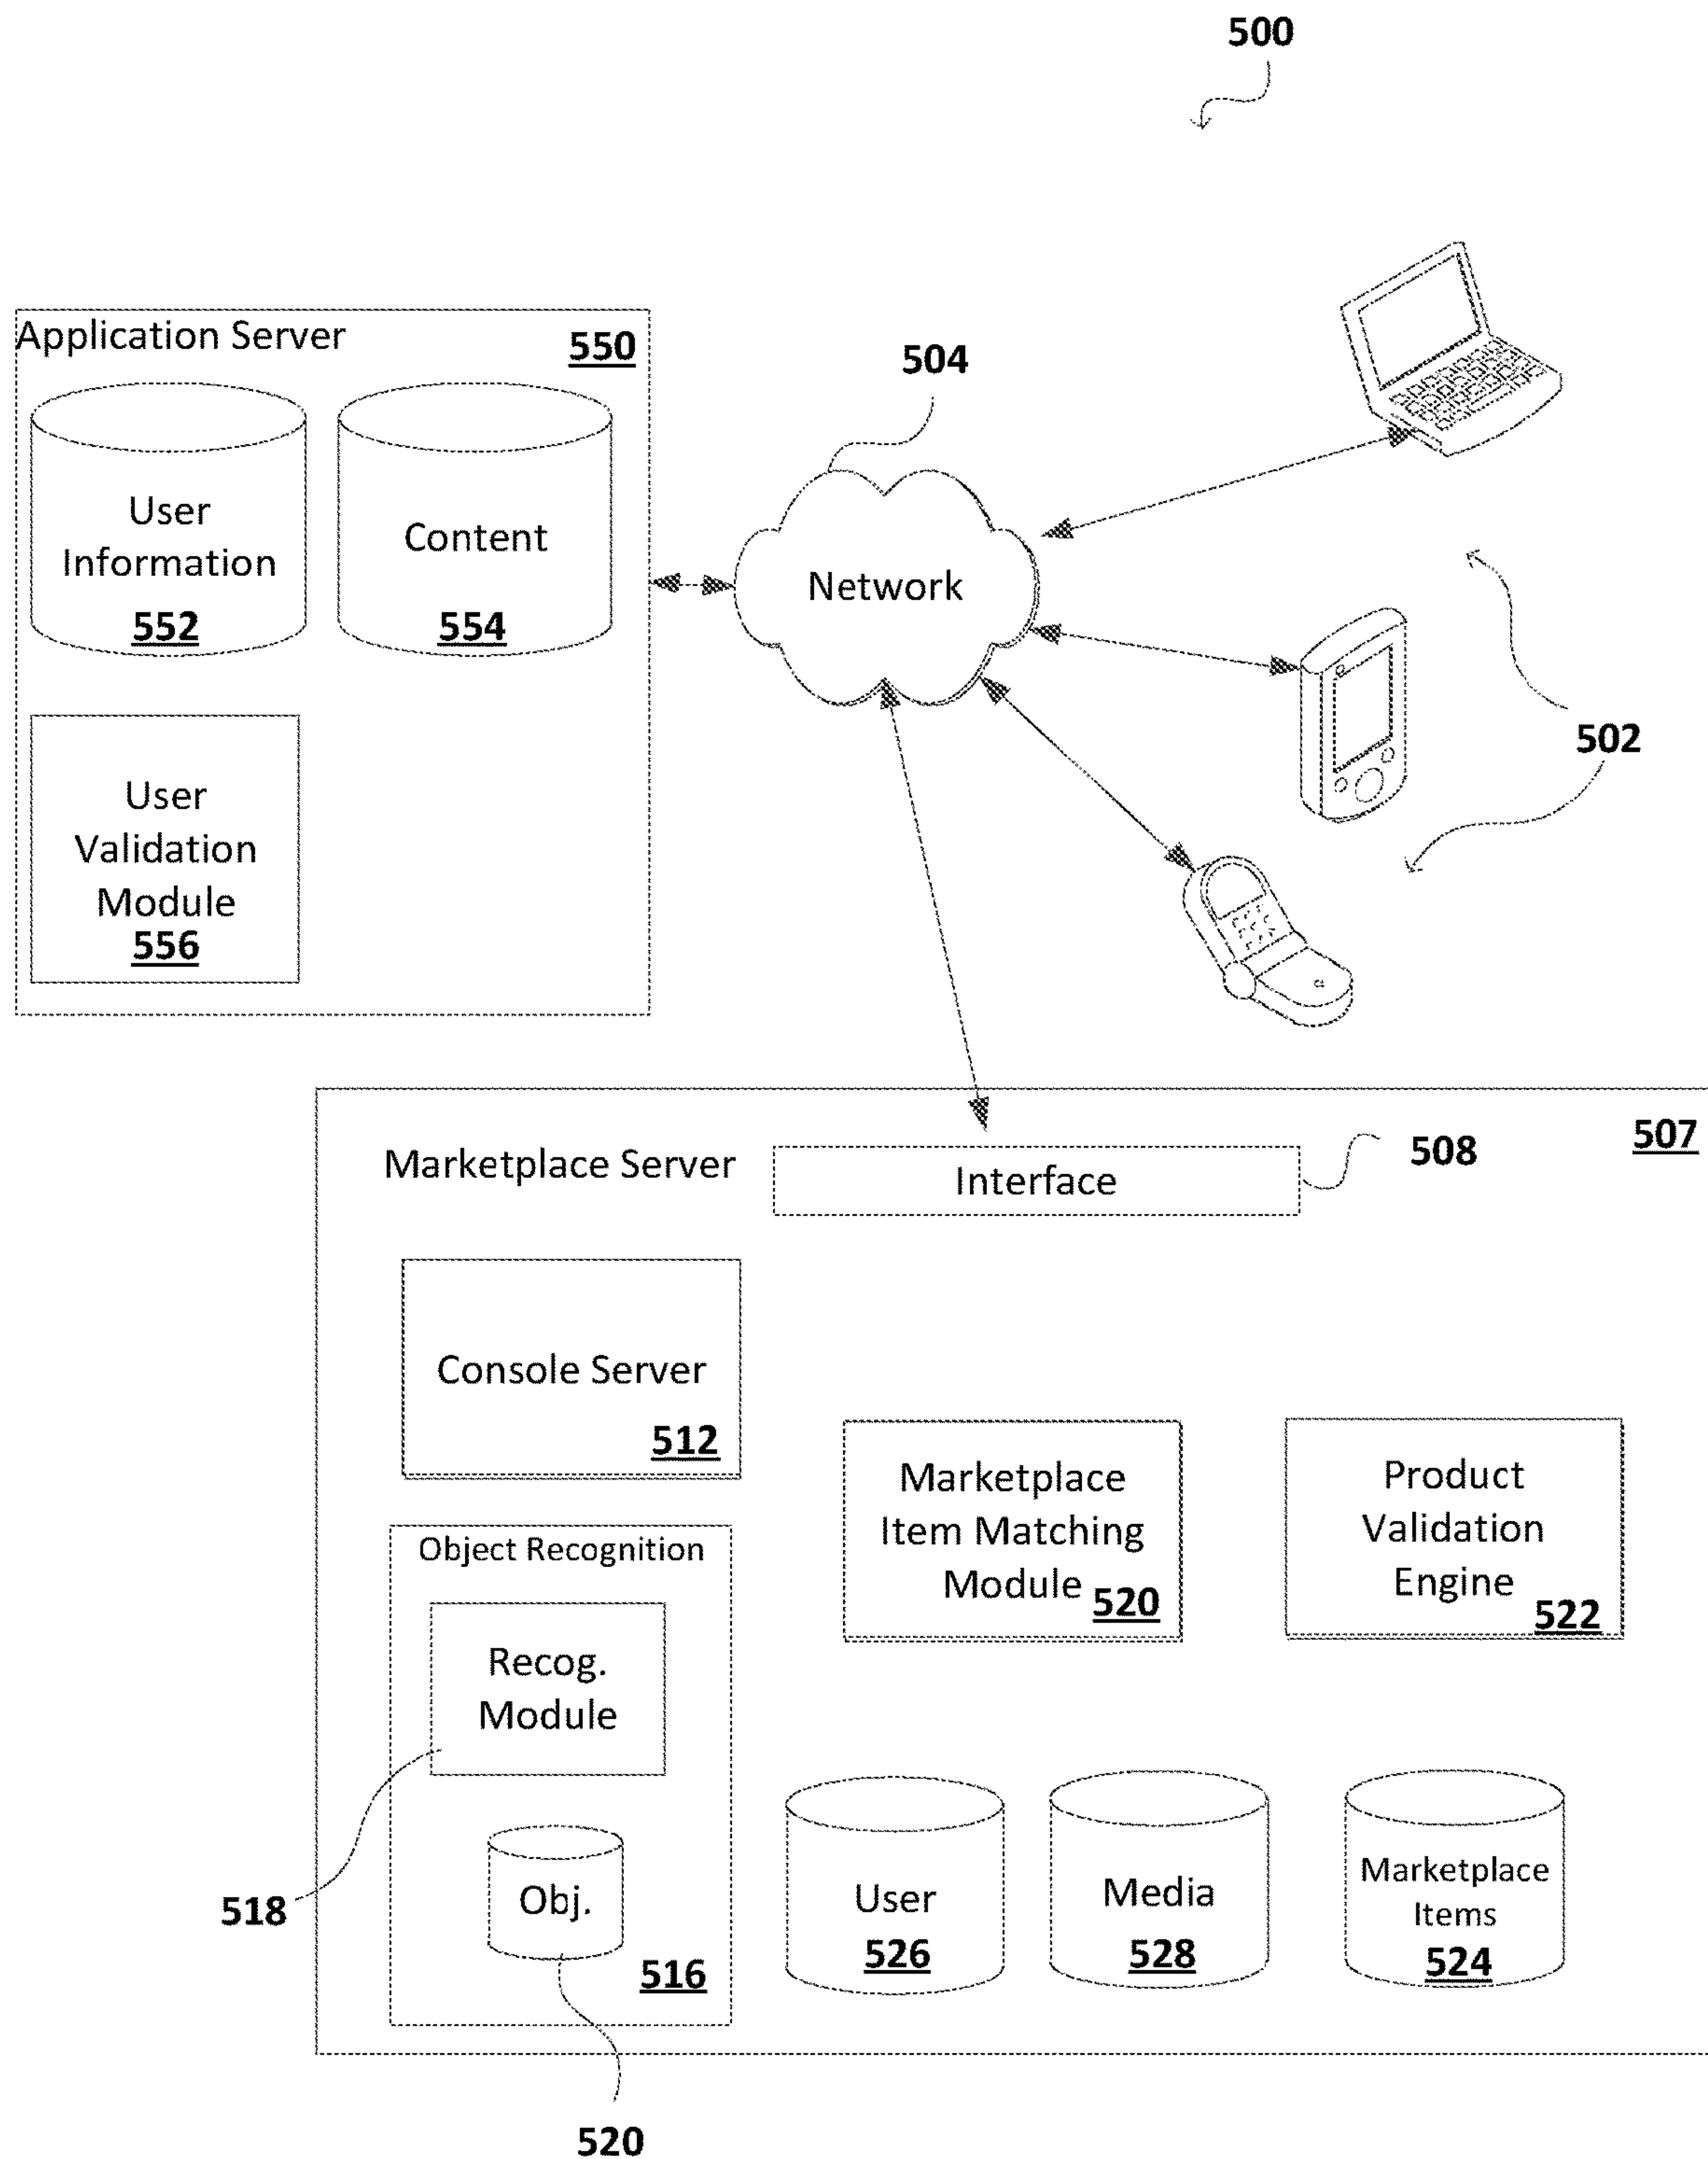 500
Application Server
550
504
User
Information
552
Content
554
Network
User
Validation
Module
556
502
Marketplace Server
Interface
508
507
Console Server
512
Marketplace
Item Matching
Module
520
Product
Validation
Engine
522
Object Recognition
Recog.
Module
518
Obj.
516
520
User
526
Media
528
Marketplace
Items
524